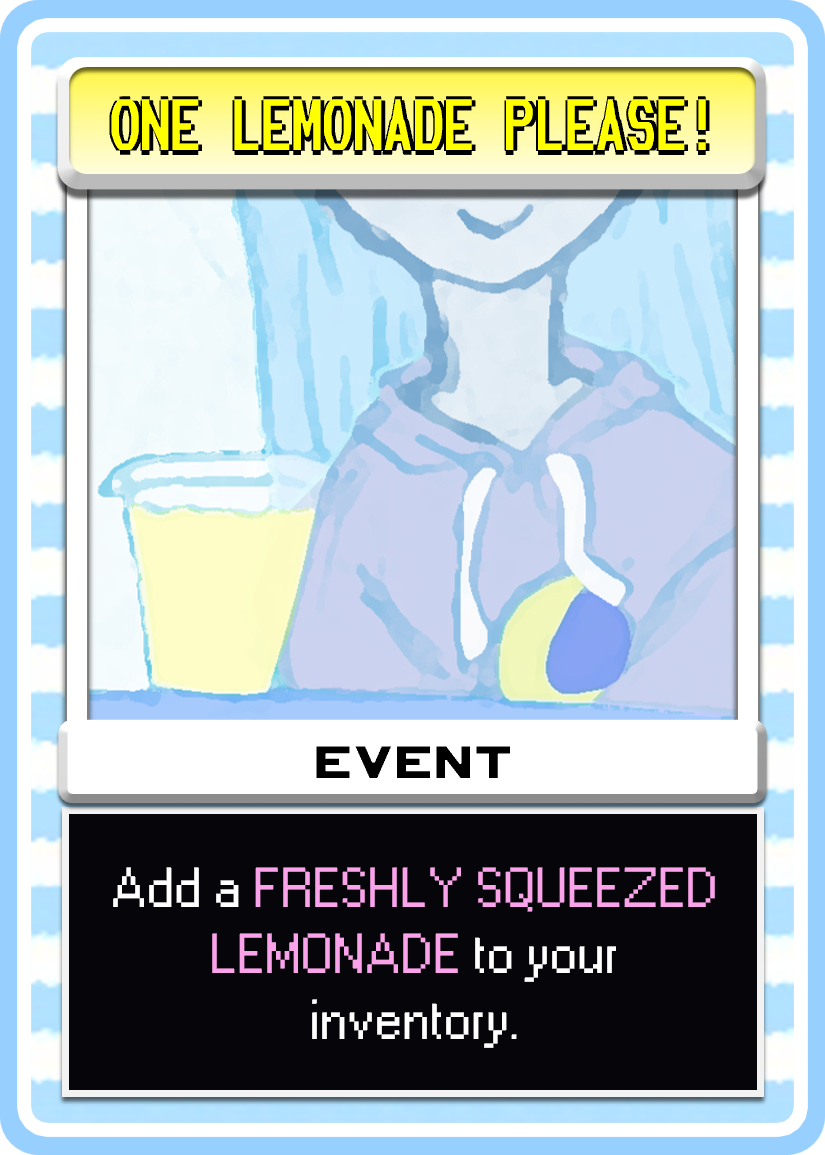 ONE LEMONADE PLEASE!
EVENT
Add a FRESHLY SQUEEZED
LEMONADE to your
inventory.